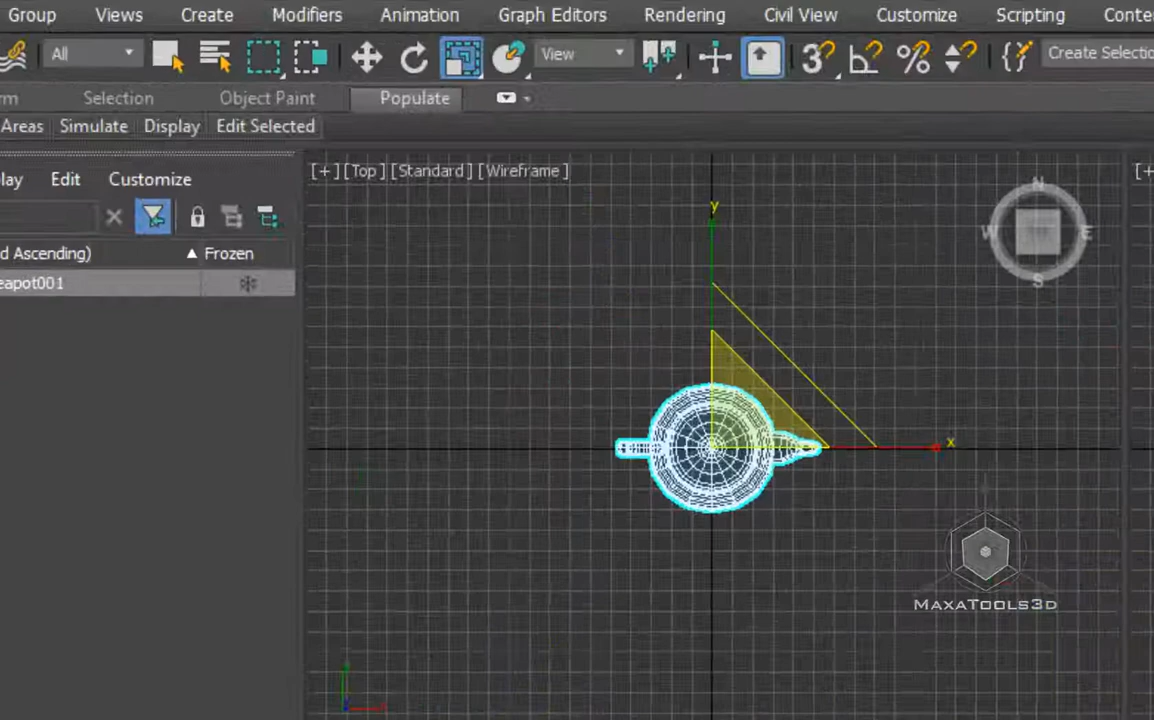 Group Views Create Modifiers Animation Graph Editors Rendering Civil View Customize Scripting
All View Create Selectio
Selection Object Paint Populate
Areas Simulate Display Edit Selected
[+] [Top] [Standard] [Wireframe]
Edit Customize
d Ascending) ▲ Frozen
eapot001
N
W E
S
y
x
MAXATOOLS3D